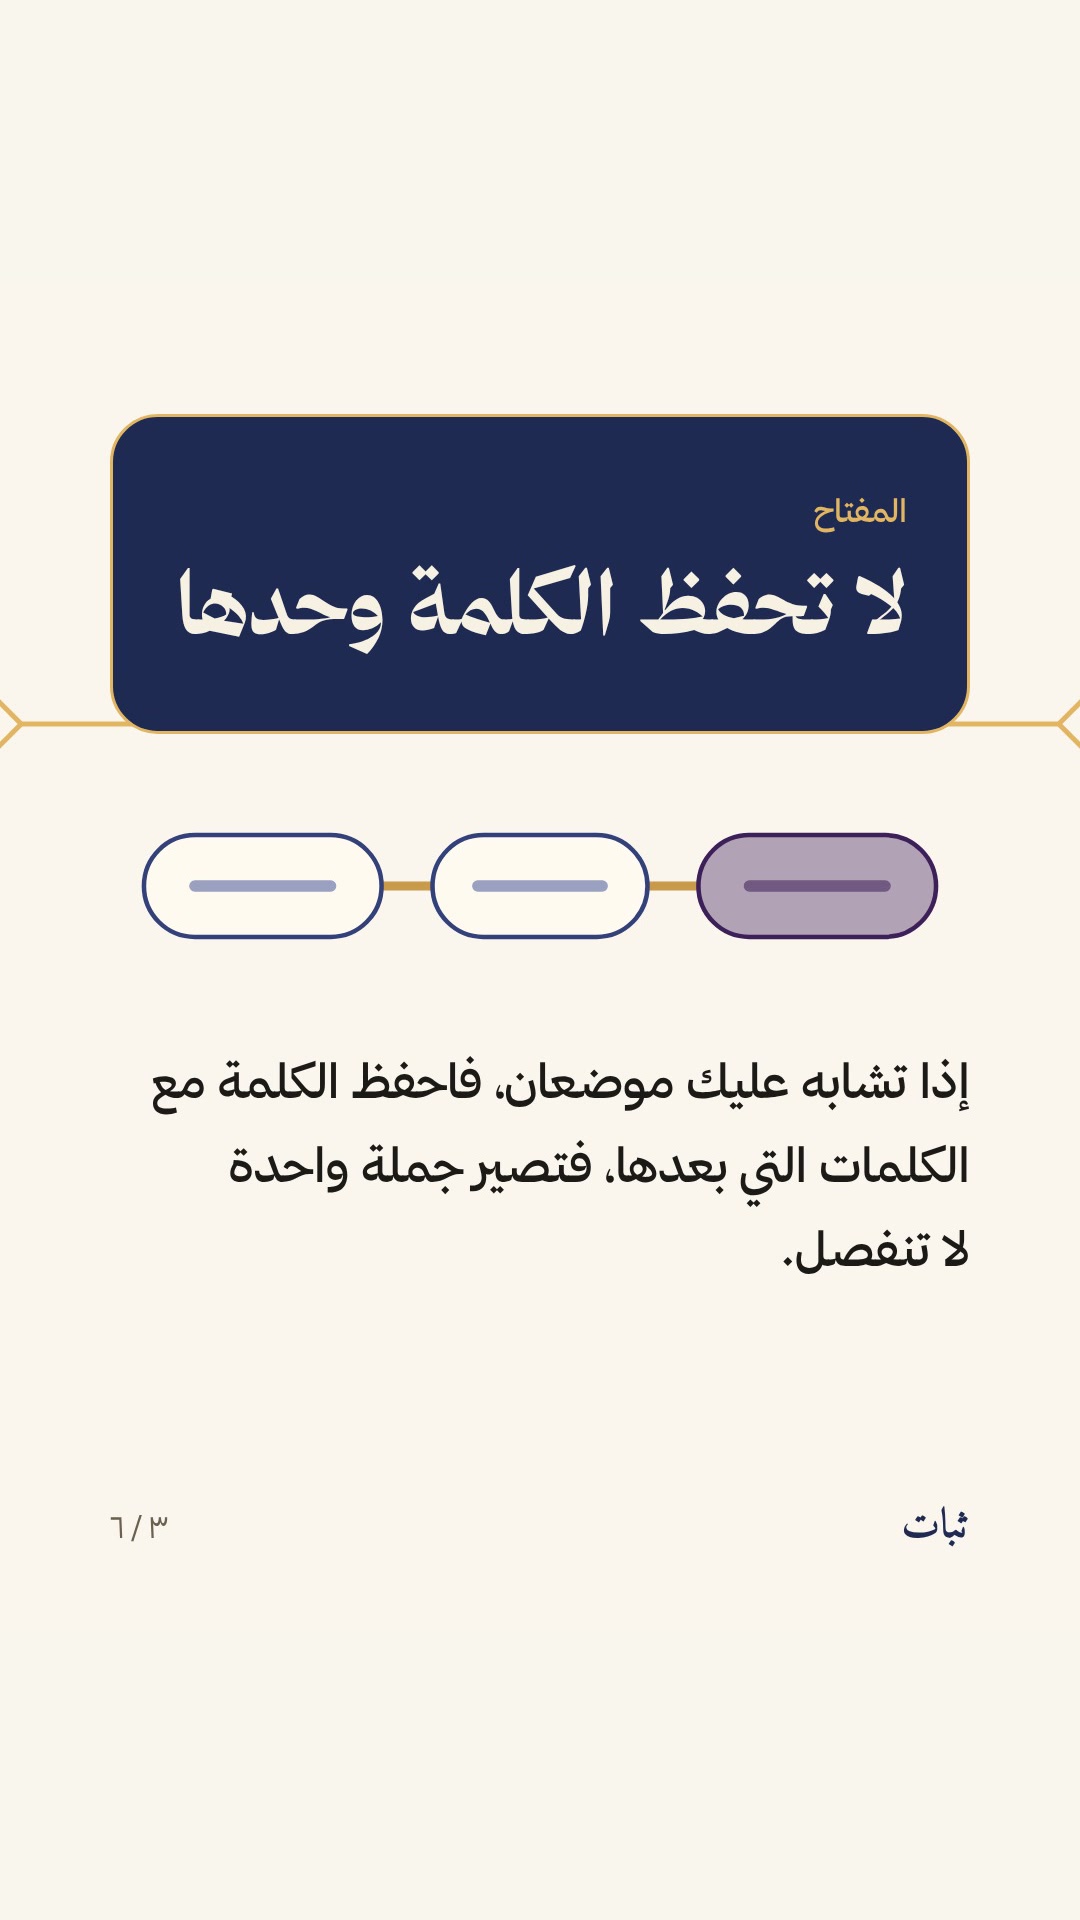 المفتاح
لا تحفظ الكلمة وحدها
إذا تشابه عليك موضعان، فاحفظ الكلمة مع
الكلمات التي بعدها، فتصير جملة واحدة
لا تنفصل.
ثبات
٣ / ٦